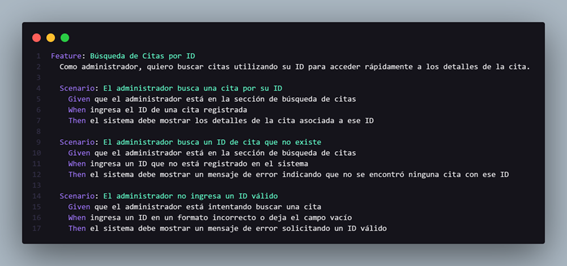 1 Feature: Búsqueda de Citas por ID
2 Como administrador, quiero buscar citas utilizando su ID para acceder rápidamente a los detalles de la cita.
3
4 Scenario: El administrador busca una cita por su ID
5 Given que el administrador está en la sección de búsqueda de citas
6 When ingresa el ID de una cita registrada
7 Then el sistema debe mostrar los detalles de la cita asociada a ese ID
8
9 Scenario: El administrador busca un ID de cita que no existe
10 Given que el administrador está en la sección de búsqueda de citas
11 When ingresa un ID que no está registrado en el sistema
12 Then el sistema debe mostrar un mensaje de error indicando que no se encontró ninguna cita con ese ID
13
14 Scenario: El administrador no ingresa un ID válido
15 Given que el administrador está intentando buscar una cita
16 When ingresa un ID en un formato incorrecto o deja el campo vacío
17 Then el sistema debe mostrar un mensaje de error solicitando un ID válido